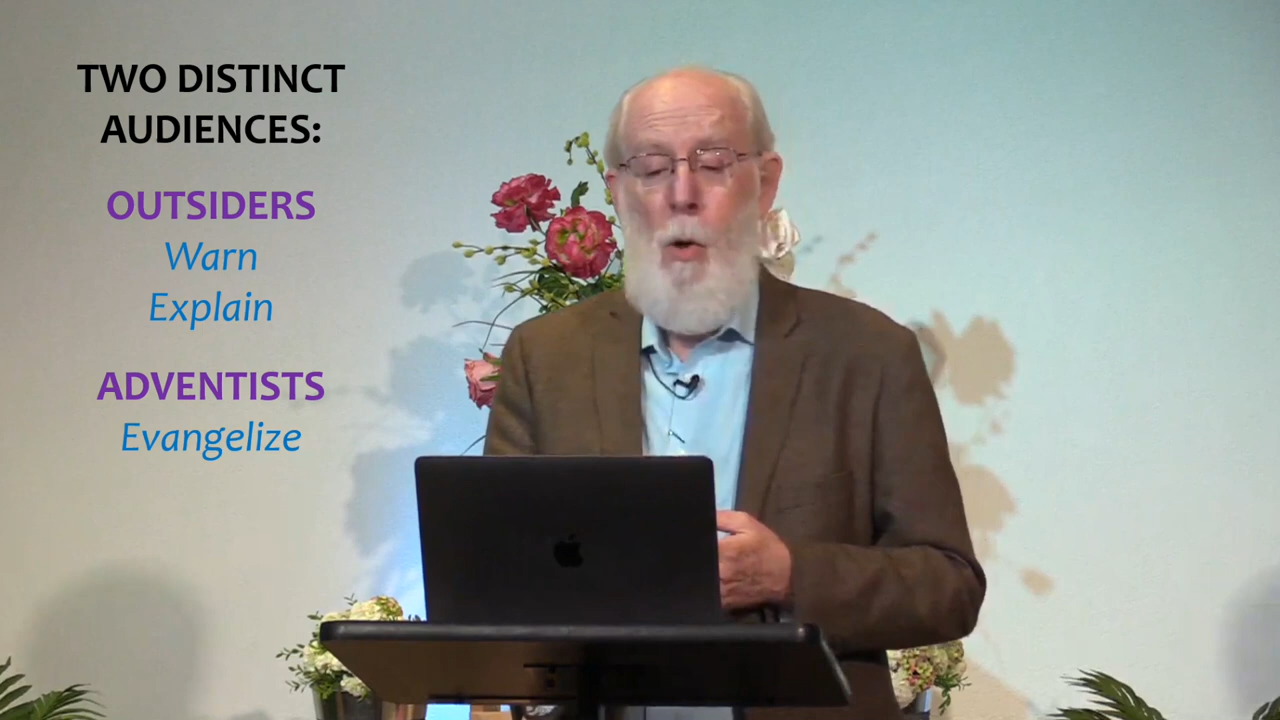 TWO DISTINCT
AUDIENCES:
OUTSIDERS
Warn
Explain
ADVENTISTS
Evangelize